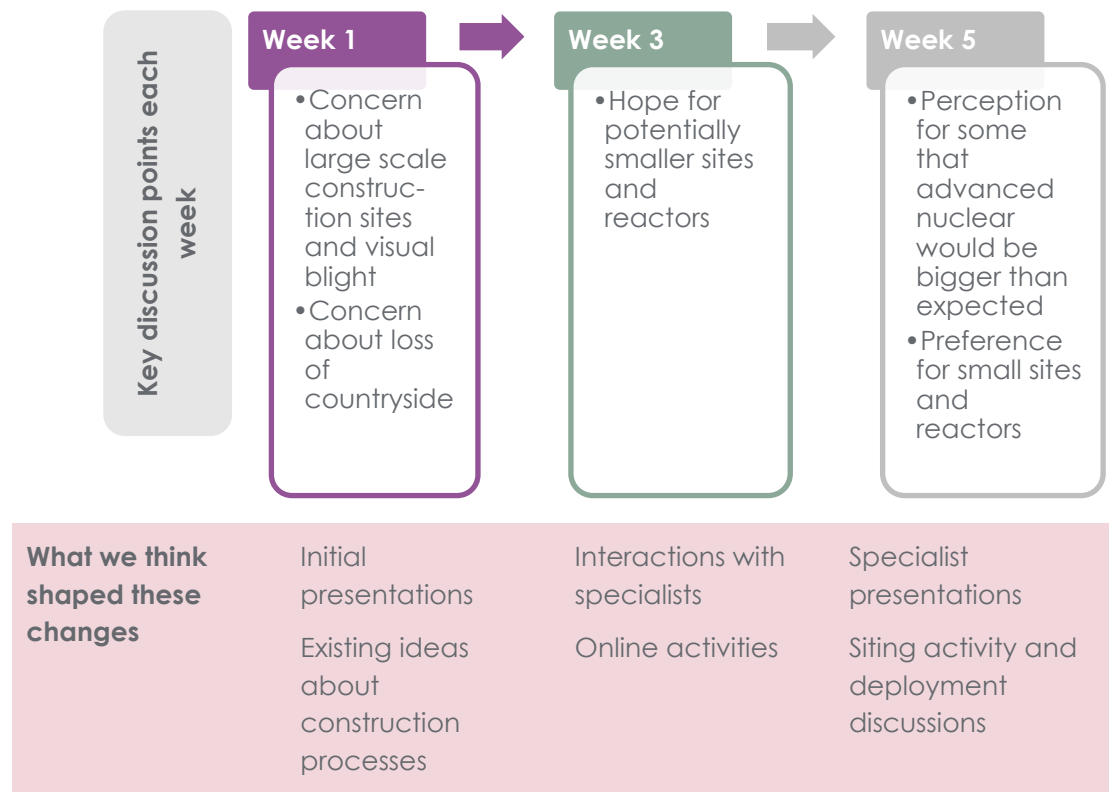 Key discussion points each
week
Week 1
•Concern
about
large scale
construc-
tion sites
and visual
blight
•Concern
about loss
of
countryside
Week 3
•Hope for
potentially
smaller sites
and
reactors
Week 5
•Perception
for some
that
advanced
nuclear
would be
bigger than
expected
•Preference
for small sites
and
reactors
What we think
shaped these
changes
Initial
presentations
Existing ideas
about
construction
processes
Interactions with
specialists
Online activities
Specialist
presentations
Siting activity and
deployment
discussions